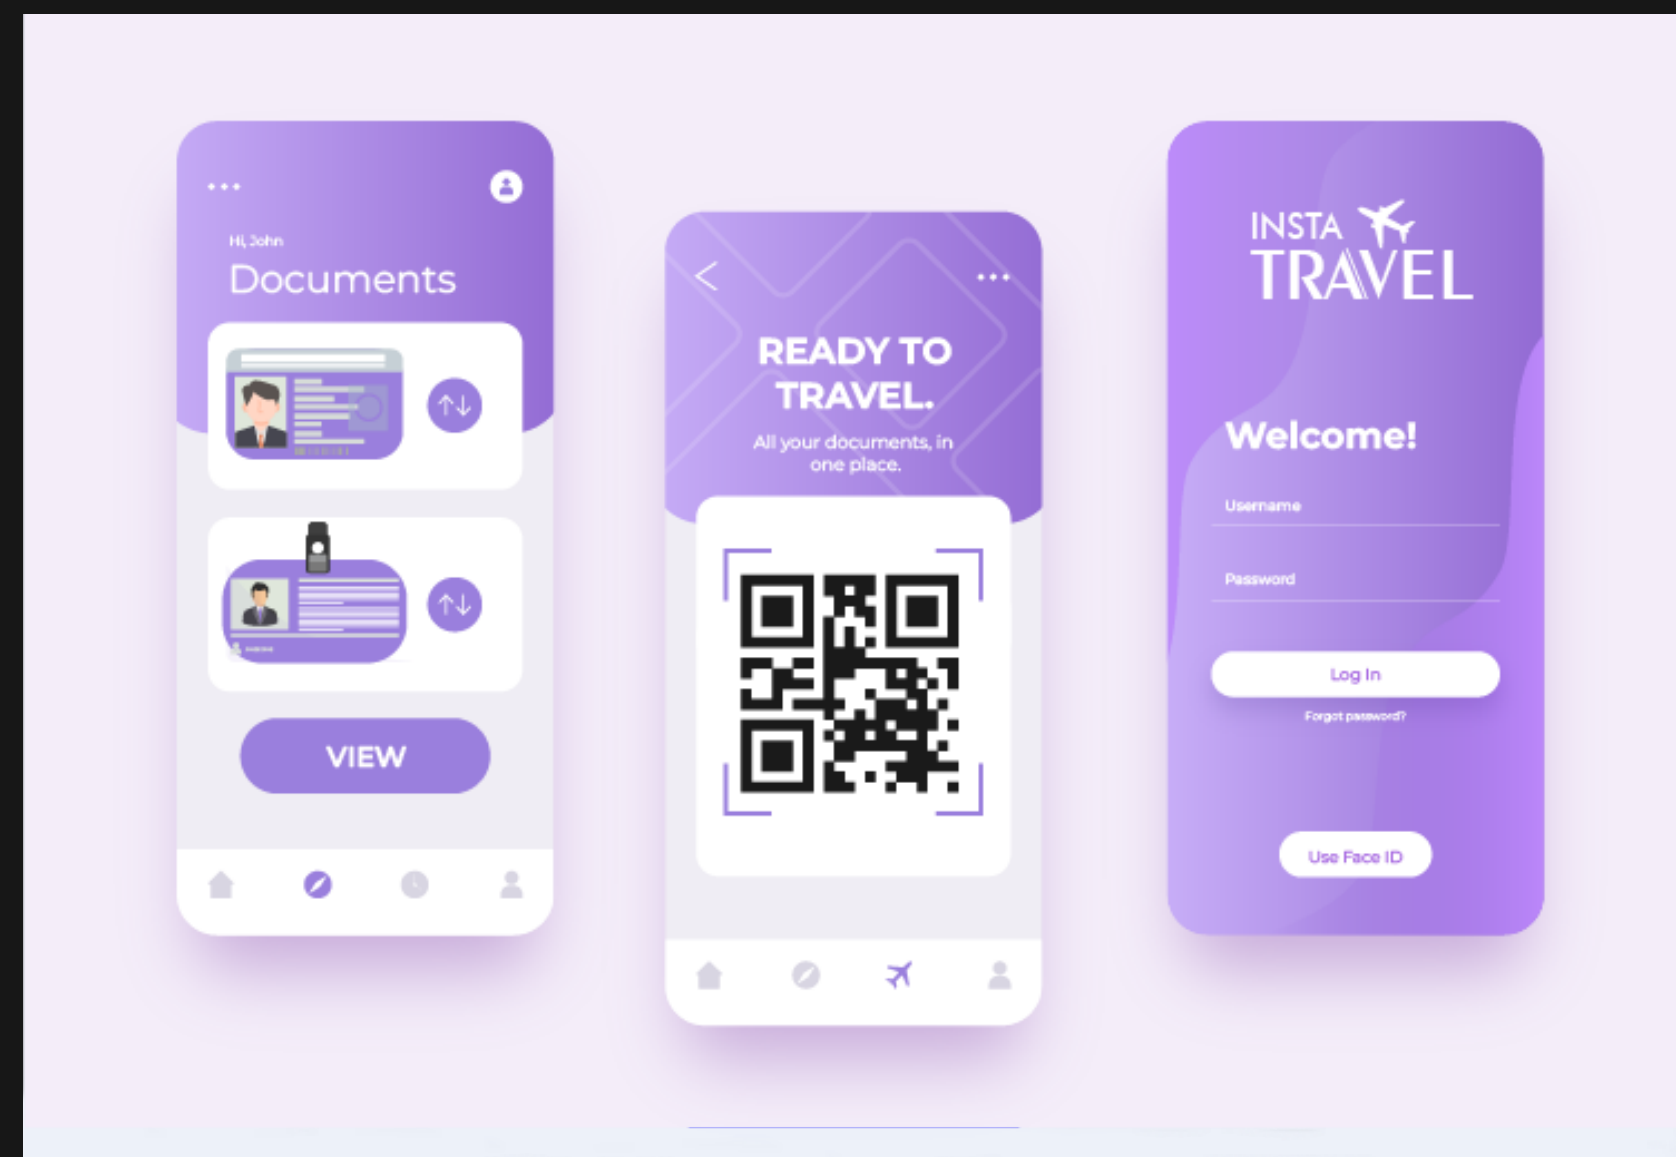 Hi, John
Documents
VIEW
READY TO
TRAVEL.
All your documents, in
one place.
INSTA
TRAVEL
Welcome!
Username
Password
Log In
Forgot password?
Use Face ID